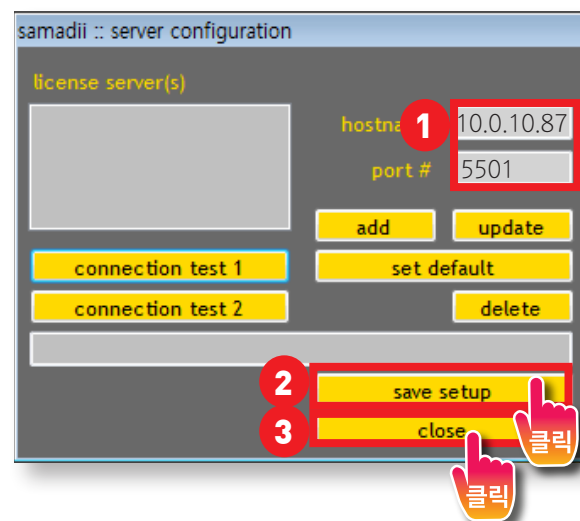 samadii :: server configuration
license server(s)
hostna 1 10.0.10.87
port # 5501
add update
connection test 1 set default
connection test 2 delete
2 save setup
클릭
3 close
클릭